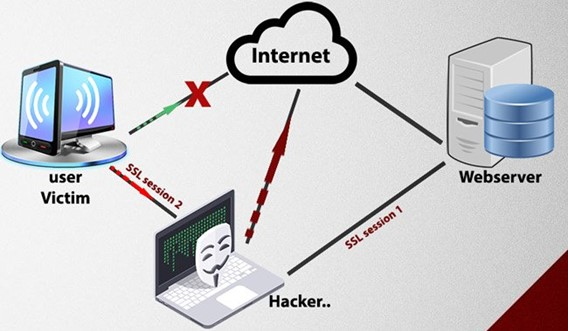 Internet
X
user
Victim
SSL session 2
Webserver
SSL session 1
Hacker..